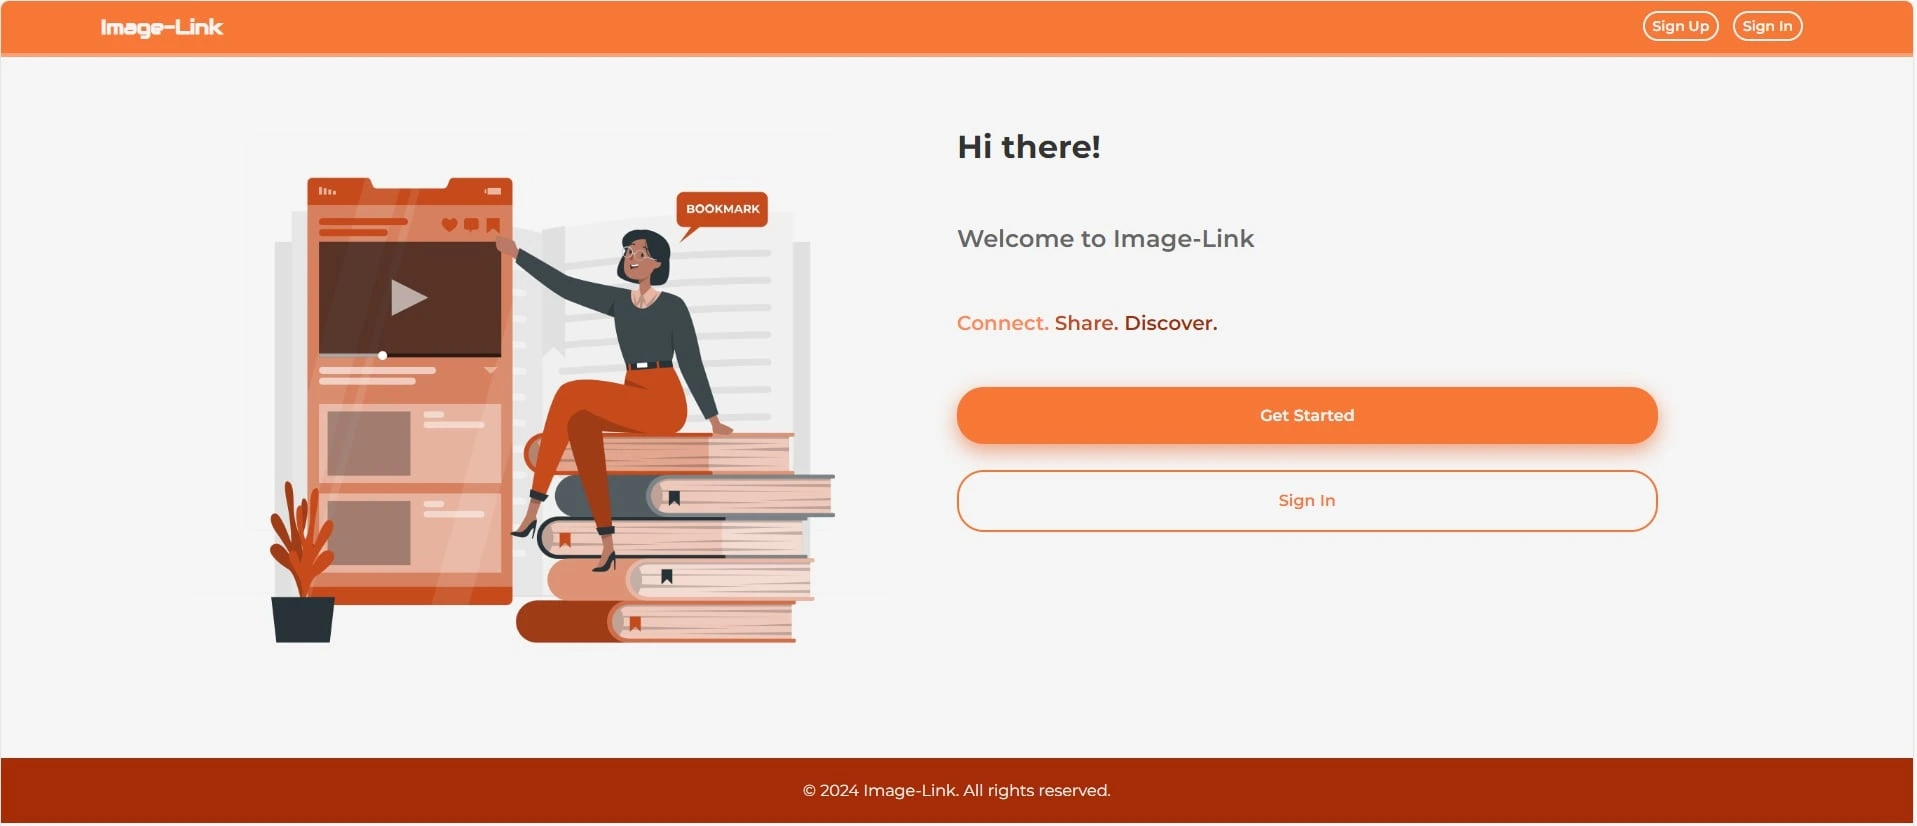 Image-Link
Sign Up
Sign In
Hi there!
Welcome to Image-Link
Connect. Share. Discover.
Get Started
Sign In
BOOKMARK
© 2024 Image-Link. All rights reserved.